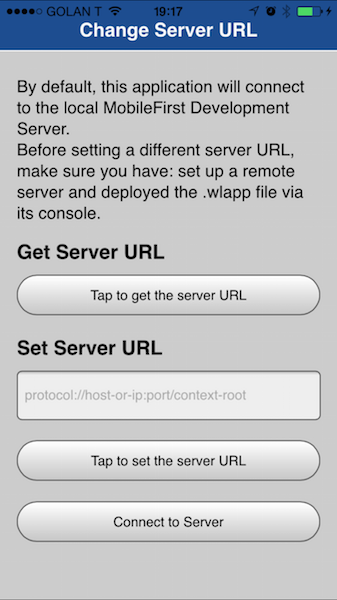 GOLAN T 19:17
Change Server URL
By default, this application will connect
to the local MobileFirst Development
Server.
Before setting a different server URL,
make sure you have: set up a remote
server and deployed the .wlapp file via
its console.
Get Server URL
Tap to get the server URL
Set Server URL
protocol://host-or-ip:port/context-root
Tap to set the server URL
Connect to Server